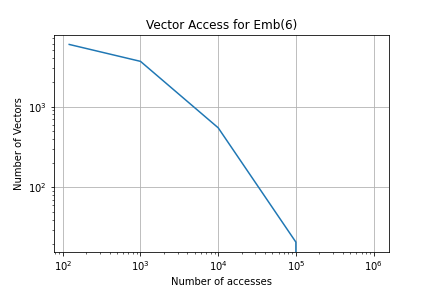 Vector Access for Emb(6)
Number of Vectors
10³
10²
10² 10³ 10⁴ 10⁵ 10⁶
Number of accesses